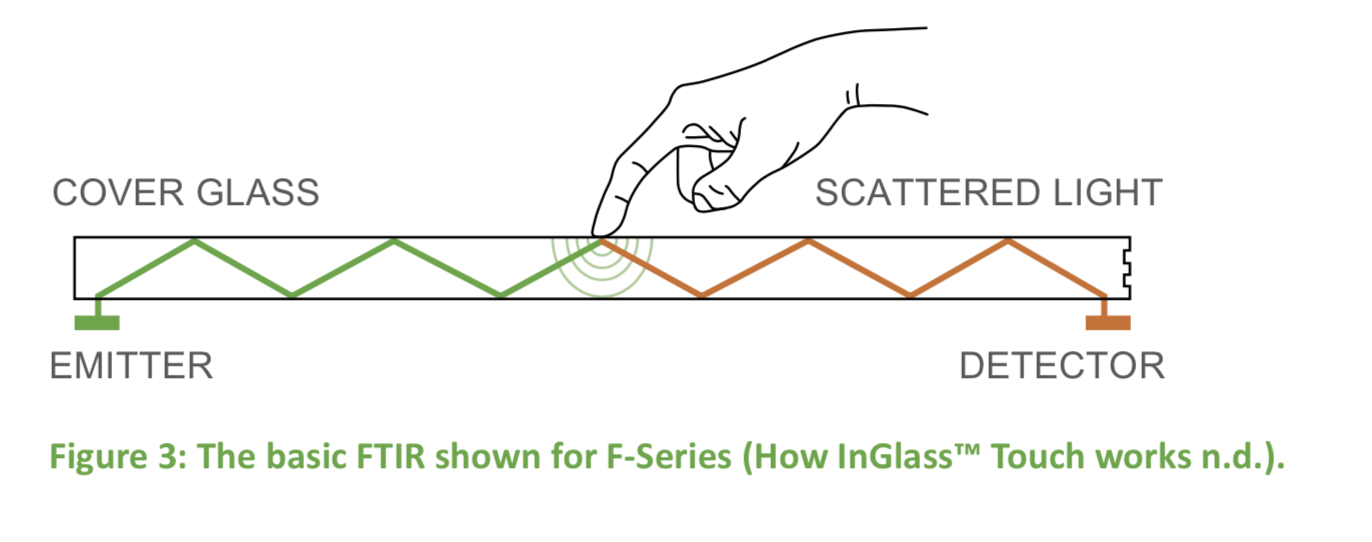 COVER GLASS
SCATTERED LIGHT
EMITTER
DETECTOR
Figure 3: The basic FTIR shown for F-Series (How InGlass™ Touch works n.d.).